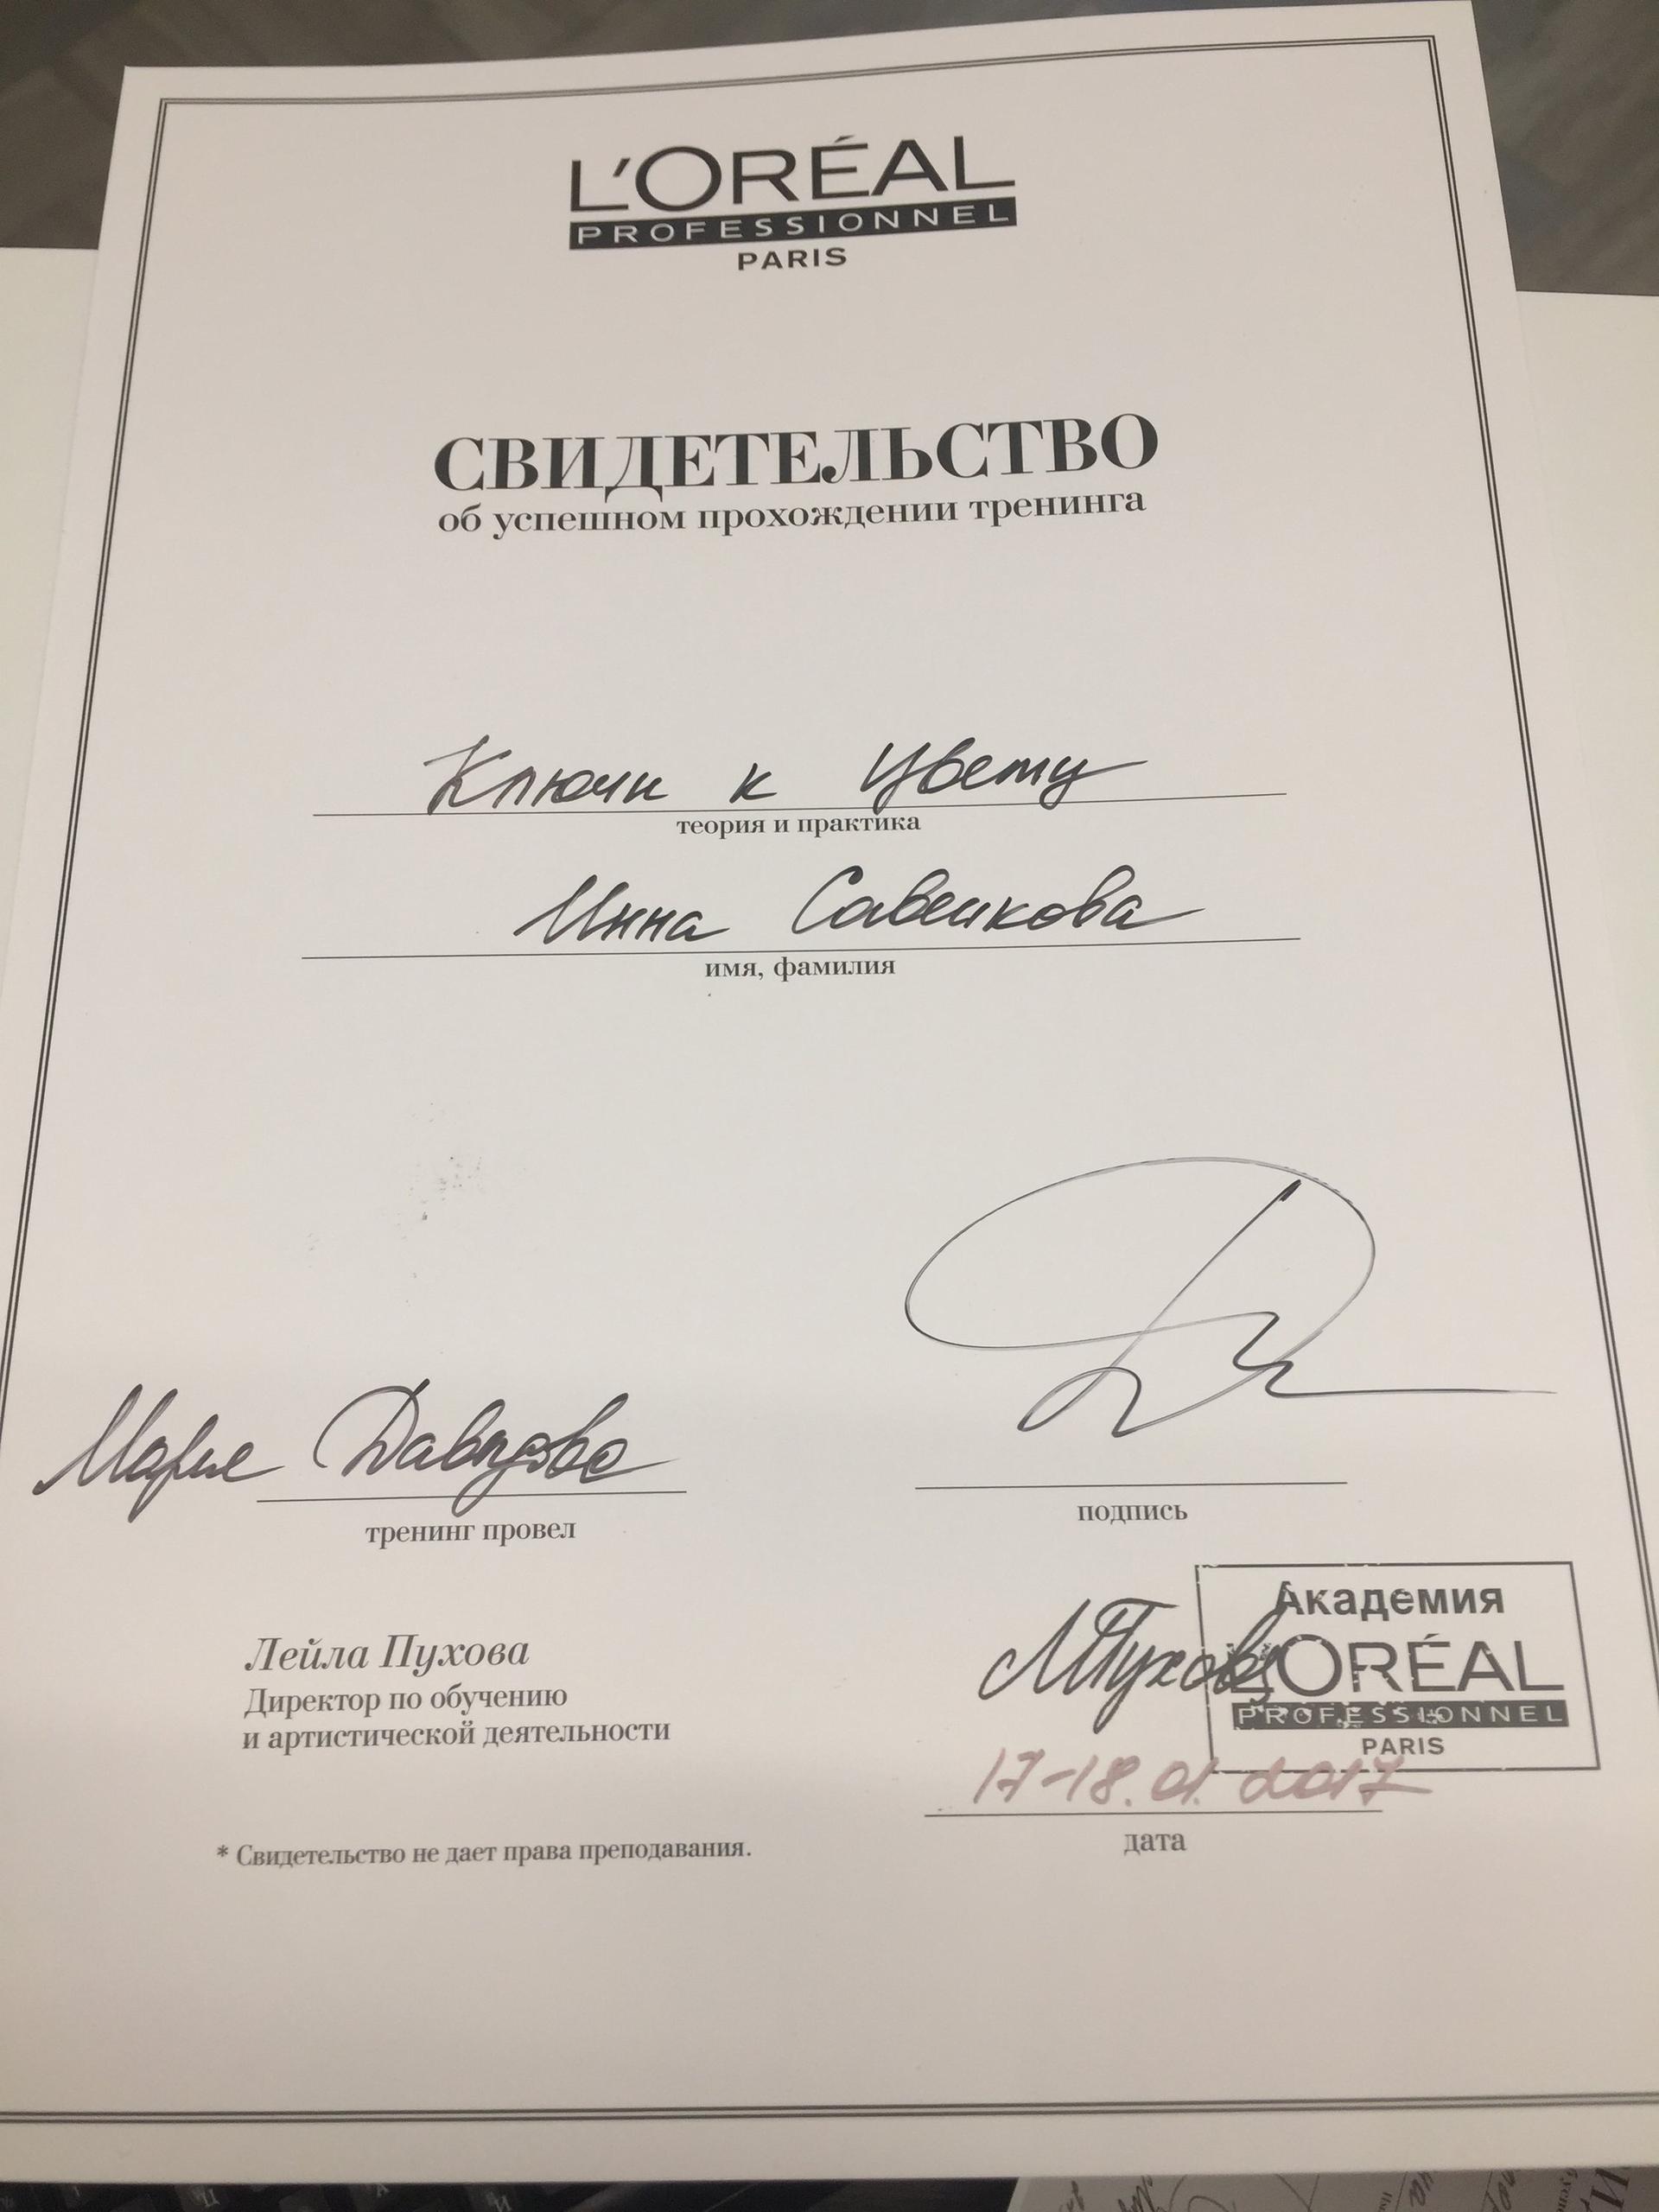 L'ORÉAL
PROFESSIONNEL
PARIS
СВИДЕТЕЛЬСТВО
об успешном прохождении тренинга
Ключи к Цвету
теория и практика
Инна Савенкова
имя, фамилия
Мария Давыдова
тренинг провел
подпись
Лейла Пухова
Директор по обучению
и артистической деятельности
Академия
L'ORÉAL
PROFESSIONNEL
PARIS
17-18.01.2017
дата
* Свидетельство не дает права преподавания.